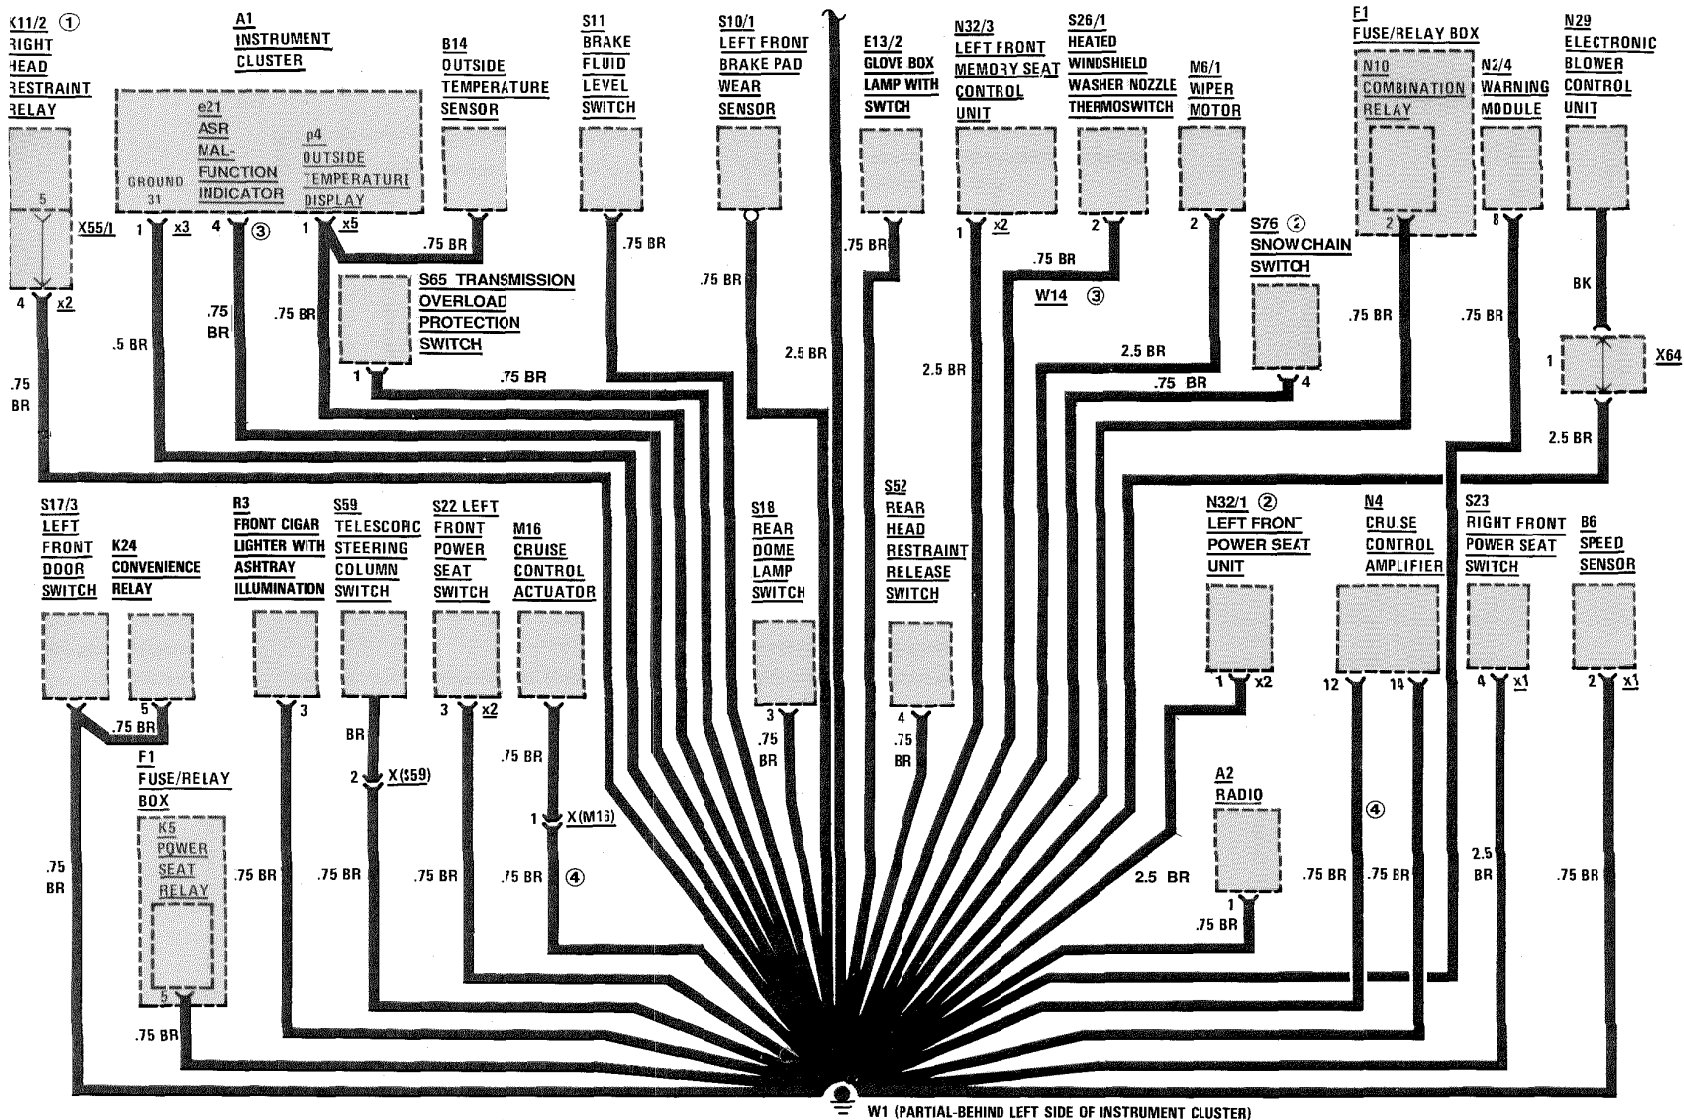 X11/2 ①
RIGHT
HEAD
RESTRAINT
RELAY
5
X55/1
4 x2
.75
BR
A1
INSTRUMENT
CLUSTER
e21
ASR
MAL-
FUNCTION
INDICATOR
p4
OUTSIDE
TEMPERATURE
DISPLAY
GROUND
31
1 x3
4 ③
1 x5
.5 BR
.75
BR
.75 BR
B14
OUTSIDE
TEMPERATURE
SENSOR
.75 BR
S65 TRANSMISSION
OVERLOAD
PROTECTION
SWITCH
1
.75 BR
S11
BRAKE
FLUID
LEVEL
SWITCH
.75 BR
S10/1
LEFT FRONT
BRAKE PAD
WEAR
SENSOR
.75 BR
2.5 BR
E13/2
GLOVE BOX
LAMP WITH
SWTCH
.75 BR
N32/3
LEFT FRONT
MEMORY SEAT
CONTROL
UNIT
1 x2
2.5 BR
S26/1
HEATED
WINDSHIELD
WASHER NOZZLE
THERMOSWITCH
2
.75 BR
W14 ③
M6/1
WIPER
MOTOR
2
2.5 BR
S76 ②
SNOW CHAIN
SWITCH
4
.75 BR
F1
FUSE/RELAY BOX
N10
COMBINATION
RELAY
2
.75 BR
N2/4
WARNING
MODULE
8
.75 BR
N29
ELECTRONIC
BLOWER
CONTROL
UNIT
BK
1
X64
2.5 BR
S17/3
LEFT
FRONT
DOOR
SWITCH
K24
CONVENIENCE
RELAY
5
.75 BR
F1
FUSE/RELAY
BOX
K5
POWER
SEAT
RELAY
5
.75 BR
.75
BR
R3
FRONT CIGAR
LIGHTER WITH
ASHTRAY
ILLUMINATION
3
.75 BR
S59
TELESCORC
STEERING
COLUMN
SWITCH
BR
2 X(S59)
.75 BR
S22 LEFT
FRONT
POWER
SEAT
SWITCH
3 x2
.75 BR
M16
CRUISE
CONTROL
ACTUATOR
.75 BR
1 X(M16)
.75 BR ④
S18
REAR
DOME
LAMP
SWITCH
3
.75
BR
S52
REAR
HEAD
RESTRAINT
RELEASE
SWITCH
4
.75
BR
N32/1 ②
LEFT FRONT
POWER SEAT
UNIT
1 x2
2.5 BR
A2
RADIO
1
.75 BR
N4
CRUISE
CONTROL
AMPLIFIER
12 14
④
.75 BR .75 BR
S23
RIGHT FRONT
POWER SEAT
SWITCH
4 x1
2.5
BR
B6
SPEED
SENSOR
2 x1
.75 BR
W1 (PARTIAL-BEHIND LEFT SIDE OF INSTRUMENT CLUSTER)